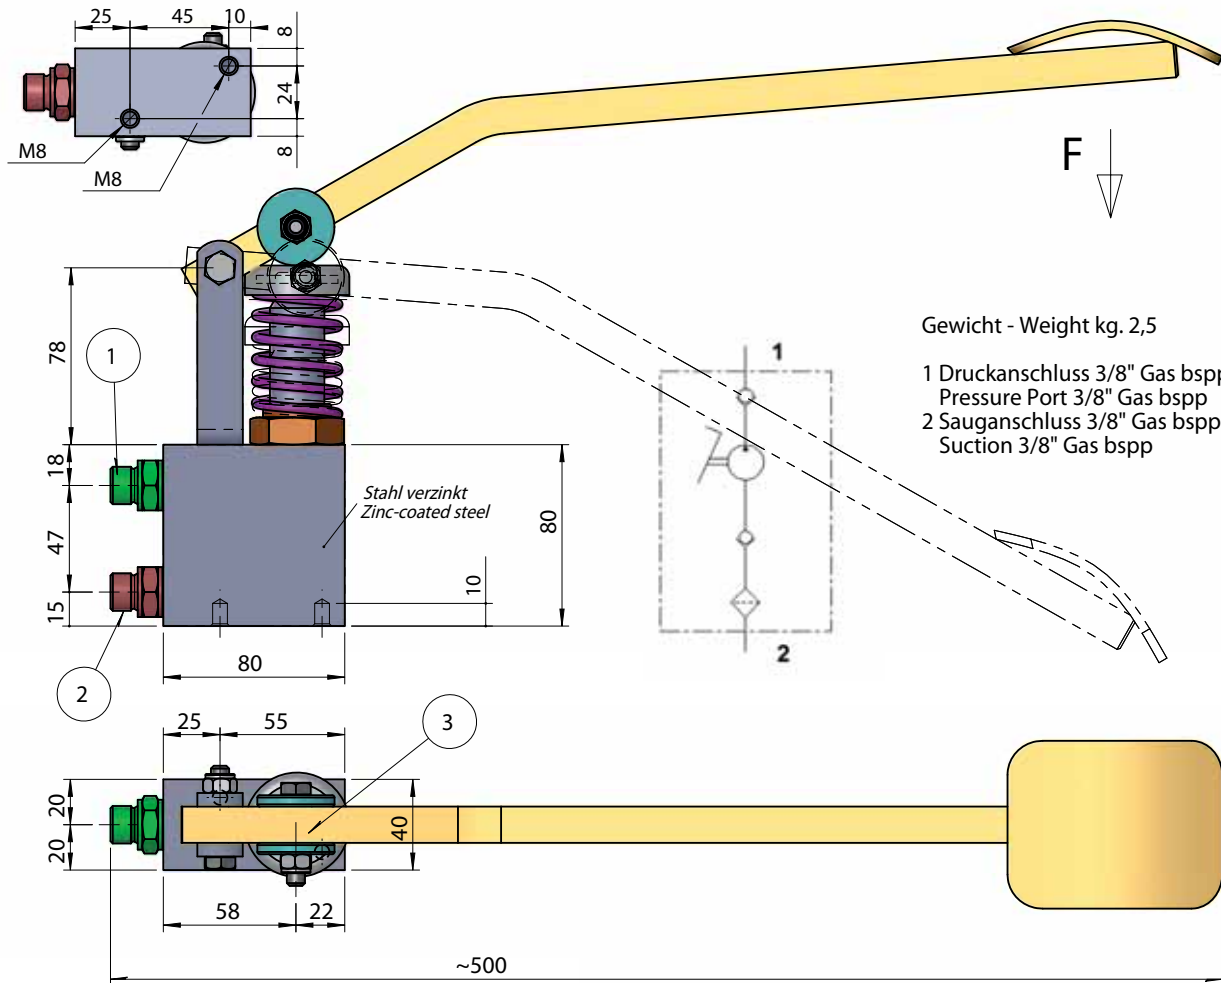 25 45 10
8
24
8
M8
M8
F
78
1
Gewicht - Weight kg. 2,5
1 Druckanschluss 3/8" Gas bspp
Pressure Port 3/8" Gas bspp
2 Sauganschluss 3/8" Gas bspp
Suction 3/8" Gas bspp
1
2
18
47
15
Stahl verzinkt
Zinc-coated steel
80
10
80
2
25 55
3
20
20
40
58 22
~500